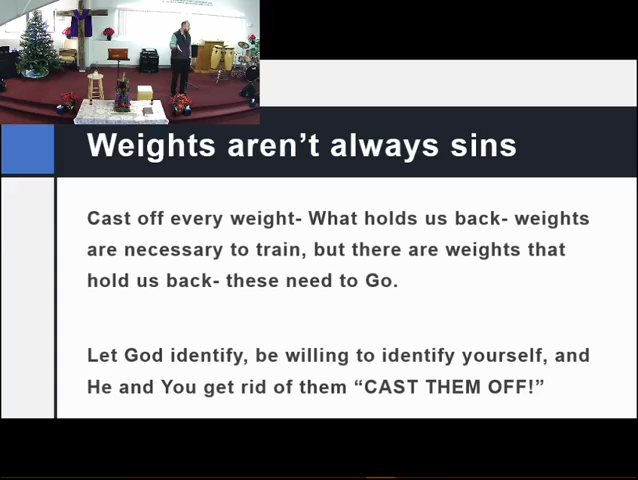 Weights aren’t always sins
Cast off every weight- What holds us back- weights
are necessary to train, but there are weights that
hold us back- these need to Go.
Let God identify, be willing to identify yourself, and
He and You get rid of them “CAST THEM OFF!”